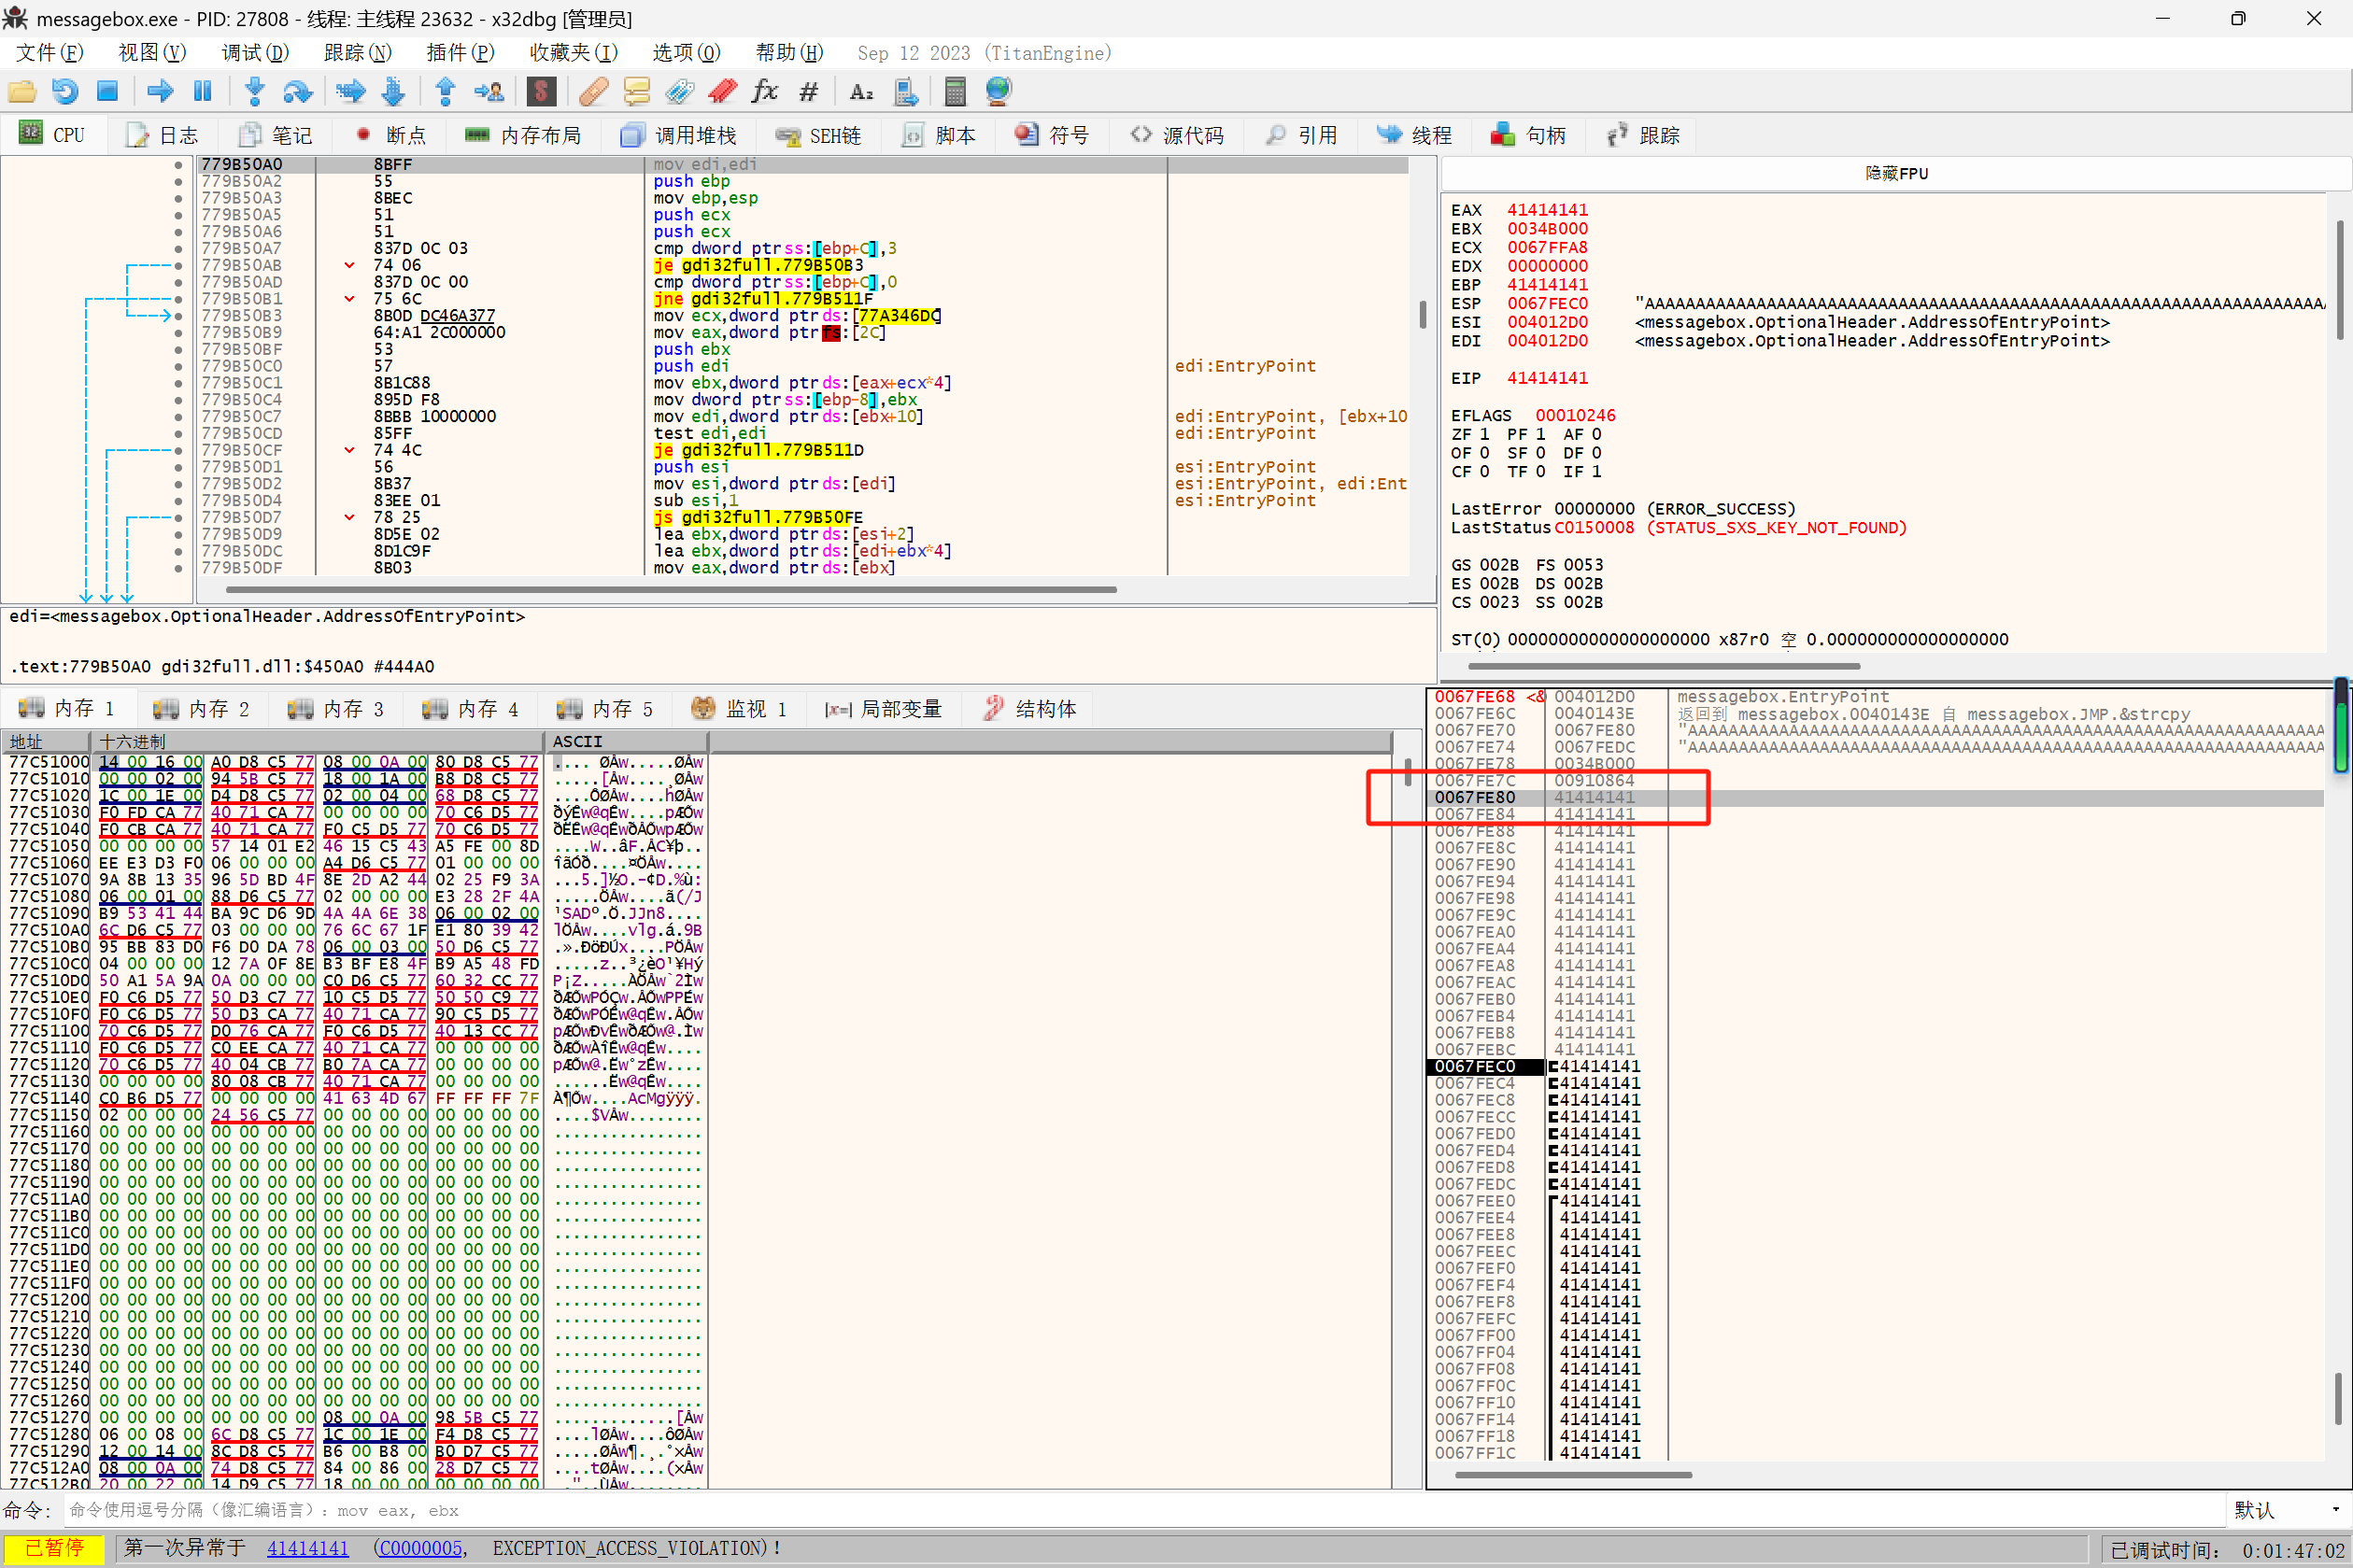 messagebox.exe - PID: 27808 - 线程: 主线程 23632 - x32dbg [管理员]
文件(F) 视图(V) 调试(D) 跟踪(N) 插件(P) 收藏夹(I) 选项(O) 帮助(H) Sep 12 2023 (TitanEngine)
CPU 日志 笔记 断点 内存布局 调用堆栈 SEH链 脚本 符号 源代码 引用 线程 句柄 跟踪
779B50A0 8BFF mov edi,edi
779B50A2 55 push ebp
779B50A3 8BEC mov ebp,esp
779B50A5 51 push ecx
779B50A6 51 push ecx
779B50A7 837D 0C 03 cmp dword ptr ss:[ebp+C],3
779B50AB 74 06 je gdi32full.779B50B3
779B50AD 837D 0C 00 cmp dword ptr ss:[ebp+C],0
779B50B1 75 6C jne gdi32full.779B511F
779B50B3 8B0D DC46A377 mov ecx,dword ptr ds:[77A346DC]
779B50B9 64:A1 2C000000 mov eax,dword ptr fs:[2C]
779B50BF 53 push ebx
779B50C0 57 push edi edi:EntryPoint
779B50C1 8B1C88 mov ebx,dword ptr ds:[eax+ecx*4]
779B50C4 895D F8 mov dword ptr ss:[ebp-8],ebx
779B50C7 8BBB 10000000 mov edi,dword ptr ds:[ebx+10] edi:EntryPoint, [ebx+10
779B50CD 85FF test edi,edi edi:EntryPoint
779B50CF 74 4C je gdi32full.779B511D
779B50D1 56 push esi esi:EntryPoint
779B50D2 8B37 mov esi,dword ptr ds:[edi] esi:EntryPoint, edi:Ent
779B50D4 83EE 01 sub esi,1 esi:EntryPoint
779B50D7 78 25 js gdi32full.779B50FE
779B50D9 8D5E 02 lea ebx,dword ptr ds:[esi+2]
779B50DC 8D1C9F lea ebx,dword ptr ds:[edi+ebx*4]
779B50DF 8B03 mov eax,dword ptr ds:[ebx]
edi=<messagebox.OptionalHeader.AddressOfEntryPoint>
.text:779B50A0 gdi32full.dll:$450A0 #444A0
隐藏FPU
EAX 41414141
EBX 0034B000
ECX 0067FFA8
EDX 00000000
EBP 41414141
ESP 0067FEC0 "AAAAAAAAAAAAAAAAAAAAAAAAAAAAAAAAAAAAAAAAAAAAAAAAAAAAAAAAAAAAAAAAAAA
ESI 004012D0 <messagebox.OptionalHeader.AddressOfEntryPoint>
EDI 004012D0 <messagebox.OptionalHeader.AddressOfEntryPoint>
EIP 41414141
EFLAGS 00010246
ZF 1 PF 1 AF 0
OF 0 SF 0 DF 0
CF 0 TF 0 IF 1
LastError 00000000 (ERROR_SUCCESS)
LastStatus C0150008 (STATUS_SXS_KEY_NOT_FOUND)
GS 002B FS 0053
ES 002B DS 002B
CS 0023 SS 002B
ST(0) 00000000000000000000 x87r0 空 0.000000000000000000
内存 1 内存 2 内存 3 内存 4 内存 5 监视 1 局部变量 结构体
地址 十六进制 ASCII
77C51000 14 00 16 00 A0 D8 C5 77 08 00 0A 00 80 D8 C5 77
77C51010 00 00 02 00 94 5B C5 77 18 00 1A 00 B8 D8 C5 77
77C51020 1C 00 1E 00 D4 D8 C5 77 02 00 04 00 68 D8 C5 77
77C51030 F0 FD CA 77 40 71 CA 77 00 00 00 00 70 C6 D5 77
77C51040 F0 CB CA 77 40 71 CA 77 F0 C5 D5 77 70 C6 D5 77
77C51050 00 00 00 00 57 14 01 E2 46 15 C5 43 A5 FE 00 8D
77C51060 EE E3 D3 F0 06 00 00 00 A4 D6 C5 77 01 00 00 00
77C51070 9A 8B 13 35 96 5D BD 4F 8E 2D A2 44 02 25 F9 3A
77C51080 06 00 01 00 88 D6 C5 77 02 00 00 00 E3 28 2F 4A
77C51090 B9 53 41 44 BA 9C D6 9D 4A 4A 6E 38 06 00 02 00
77C510A0 6C D6 C5 77 03 00 00 00 76 6C 67 1F E1 80 39 42
77C510B0 95 BB 83 D0 F6 D0 DA 78 06 00 03 00 50 D6 C5 77
77C510C0 04 00 00 00 12 7A 0F 8E B3 BF E8 4F B9 A5 48 FD
77C510D0 50 A1 5A 9A 0A 00 00 00 C0 D6 C5 77 60 32 CC 77
77C510E0 F0 C6 D5 77 50 D3 C7 77 10 C5 D5 77 50 50 C9 77
77C510F0 F0 C6 D5 77 50 D3 CA 77 40 71 CA 77 90 C5 D5 77
77C51100 70 C6 D5 77 D0 76 CA 77 F0 C6 D5 77 40 13 CC 77
77C51110 F0 C6 D5 77 C0 EE CA 77 40 71 CA 77 00 00 00 00
77C51120 70 C6 D5 77 40 04 CB 77 B0 7A CA 77 00 00 00 00
77C51130 00 00 00 00 80 08 CB 77 40 71 CA 77 00 00 00 00
77C51140 C0 B6 D5 77 00 00 00 00 41 63 4D 67 FF FF FF 7F
77C51150 02 00 00 00 24 56 C5 77 00 00 00 00 00 00 00 00
77C51160 00 00 00 00 00 00 00 00 00 00 00 00 00 00 00 00
77C51170 00 00 00 00 00 00 00 00 00 00 00 00 00 00 00 00
77C51180 00 00 00 00 00 00 00 00 00 00 00 00 00 00 00 00
77C51190 00 00 00 00 00 00 00 00 00 00 00 00 00 00 00 00
77C511A0 00 00 00 00 00 00 00 00 00 00 00 00 00 00 00 00
77C511B0 00 00 00 00 00 00 00 00 00 00 00 00 00 00 00 00
77C511C0 00 00 00 00 00 00 00 00 00 00 00 00 00 00 00 00
77C511D0 00 00 00 00 00 00 00 00 00 00 00 00 00 00 00 00
77C511E0 00 00 00 00 00 00 00 00 00 00 00 00 00 00 00 00
77C511F0 00 00 00 00 00 00 00 00 00 00 00 00 00 00 00 00
77C51200 00 00 00 00 00 00 00 00 00 00 00 00 00 00 00 00
77C51210 00 00 00 00 00 00 00 00 00 00 00 00 00 00 00 00
77C51220 00 00 00 00 00 00 00 00 00 00 00 00 00 00 00 00
77C51230 00 00 00 00 00 00 00 00 00 00 00 00 00 00 00 00
77C51240 00 00 00 00 00 00 00 00 00 00 00 00 00 00 00 00
77C51250 00 00 00 00 00 00 00 00 00 00 00 00 00 00 00 00
77C51260 00 00 00 00 00 00 00 00 00 00 00 00 00 00 00 00
77C51270 00 00 00 00 00 00 00 00 08 00 0A 00 98 5B C5 77
77C51280 06 00 08 00 6C D8 C5 77 1C 00 1E 00 F4 D8 C5 77
77C51290 12 00 14 00 8C D8 C5 77 B6 00 B8 00 B0 D7 C5 77
77C512A0 08 00 0A 00 74 D8 C5 77 84 00 86 00 28 D7 C5 77
77C512B0 20 00 22 00 14 D9 C5 77 18 00 00 00 00 00 00 00
0067FE68 <& 004012D0 messagebox.EntryPoint
0067FE6C 0040143E 返回到 messagebox.0040143E 自 messagebox.JMP.&strcpy
0067FE70 0067FE80 "AAAAAAAAAAAAAAAAAAAAAAAAAAAAAAAAAAAAAAAAAAAAAAAAAAAAAAAAAAAAAAA
0067FE74 0067FEDC "AAAAAAAAAAAAAAAAAAAAAAAAAAAAAAAAAAAAAAAAAAAAAAAAAAAAAAAAAAAAAAA
0067FE78 0034B000
0067FE7C 00910864
0067FE80 41414141
0067FE84 41414141
0067FE88 41414141
0067FE8C 41414141
0067FE90 41414141
0067FE94 41414141
0067FE98 41414141
0067FE9C 41414141
0067FEA0 41414141
0067FEA4 41414141
0067FEA8 41414141
0067FEAC 41414141
0067FEB0 41414141
0067FEB4 41414141
0067FEB8 41414141
0067FEBC 41414141
0067FEC0 41414141
0067FEC4 41414141
0067FEC8 41414141
0067FECC 41414141
0067FED0 41414141
0067FED4 41414141
0067FED8 41414141
0067FEDC 41414141
0067FEE0 41414141
0067FEE4 41414141
0067FEE8 41414141
0067FEEC 41414141
0067FEF0 41414141
0067FEF4 41414141
0067FEF8 41414141
0067FEFC 41414141
0067FF00 41414141
0067FF04 41414141
0067FF08 41414141
0067FF0C 41414141
0067FF10 41414141
0067FF14 41414141
0067FF18 41414141
0067FF1C 41414141
命令: 命令使用逗号分隔（像汇编语言）: mov eax, ebx 默认
已暂停 第一次异常于 41414141 (C0000005, EXCEPTION_ACCESS_VIOLATION)! 已调试时间: 0:01:47:02